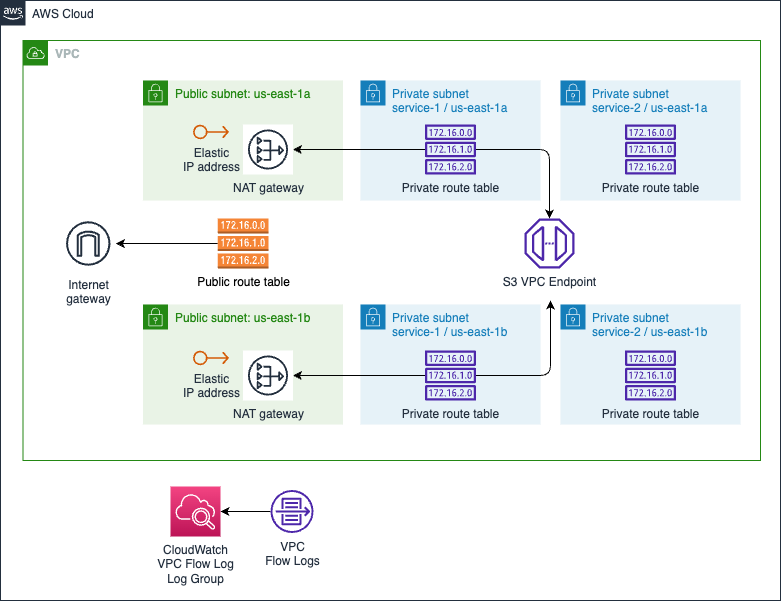 aws
AWS Cloud
VPC
Public subnet: us-east-1a
Elastic
IP address
NAT gateway
Private subnet
service-1 / us-east-1a
172.16.0.0
172.16.1.0
172.16.2.0
Private route table
Private subnet
service-2 / us-east-1a
172.16.0.0
172.16.1.0
172.16.2.0
Private route table
Internet
gateway
172.16.0.0
172.16.1.0
172.16.2.0
Public route table
S3 VPC Endpoint
Public subnet: us-east-1b
Elastic
IP address
NAT gateway
Private subnet
service-1 / us-east-1b
172.16.0.0
172.16.1.0
172.16.2.0
Private route table
Private subnet
service-2 / us-east-1b
172.16.0.0
172.16.1.0
172.16.2.0
Private route table
CloudWatch
VPC Flow Log
Log Group
VPC
Flow Logs